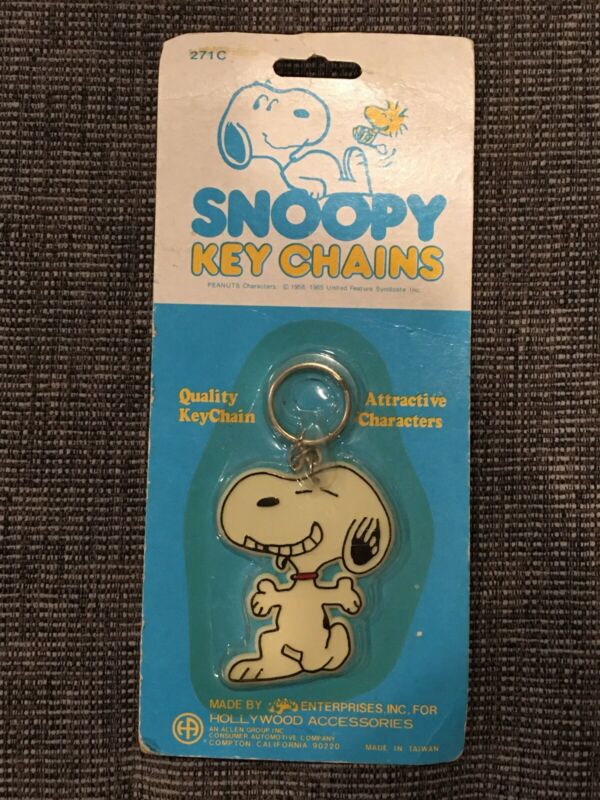 271C
SNOOPY
KEY CHAINS
PEANUTS Characters: © 1958, 1965 United Feature Syndicate Inc.
Quality
KeyChain
Attractive
Characters
MADE BY ENTERPRISES, INC. FOR
HOLLYWOOD ACCESSORIES
AN ALLEN GROUP INC.
CONSUMER AUTOMOTIVE COMPANY
COMPTON CALIFORNIA 90220
MADE IN TAIWAN